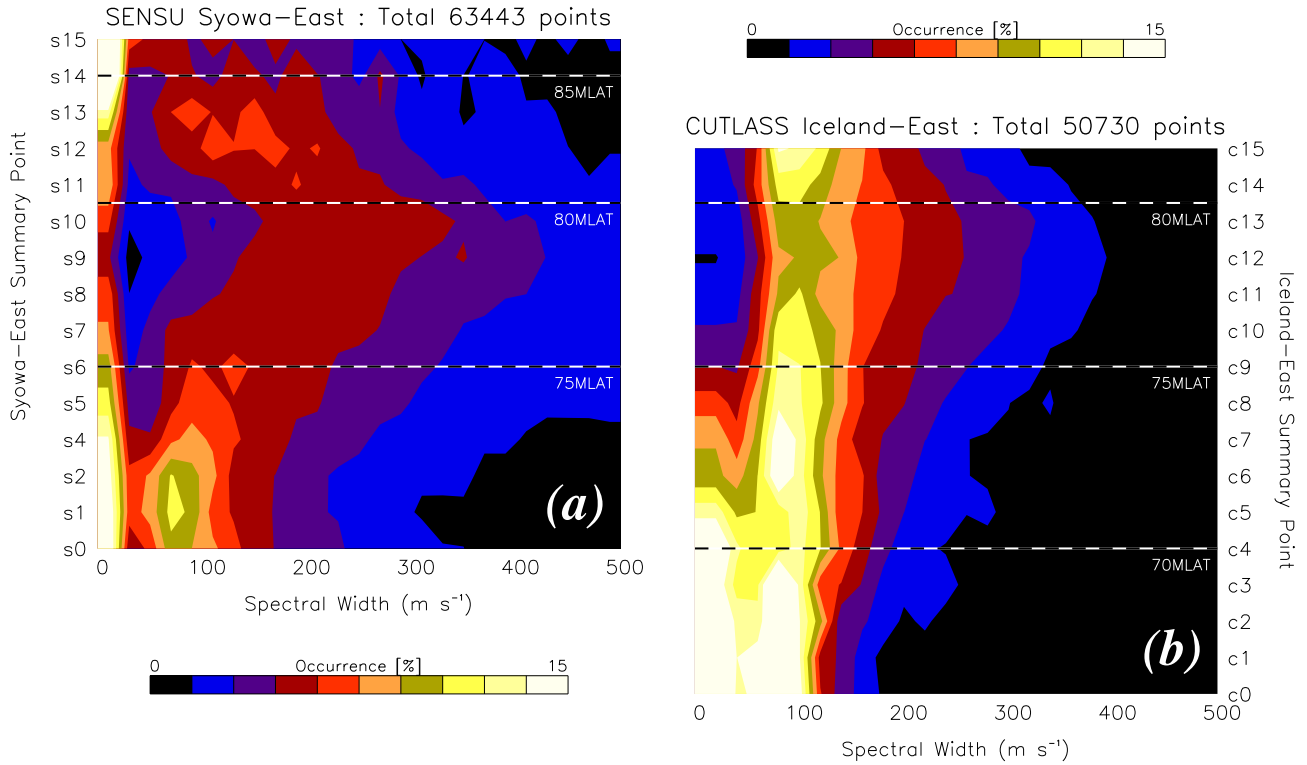 SENSU Syowa-East : Total 63443 points
s15
s14
s13
s12
s11
s10
s9
s8
s7
s6
s5
s4
s2
s1
s0
Syowa-East Summary Point
85MLAT
80MLAT
75MLAT
(a)
0 100 200 300 400 500
Spectral Width (m s⁻¹)
0 Occurrence [%] 15
0 Occurrence [%] 15
CUTLASS Iceland-East : Total 50730 points
c15
c14
c13
c12
c11
c10
c9
c8
c7
c6
c5
c4
c3
c2
c1
c0
Iceland-East Summary Point
80MLAT
75MLAT
70MLAT
(b)
0 100 200 300 400 500
Spectral Width (m s⁻¹)